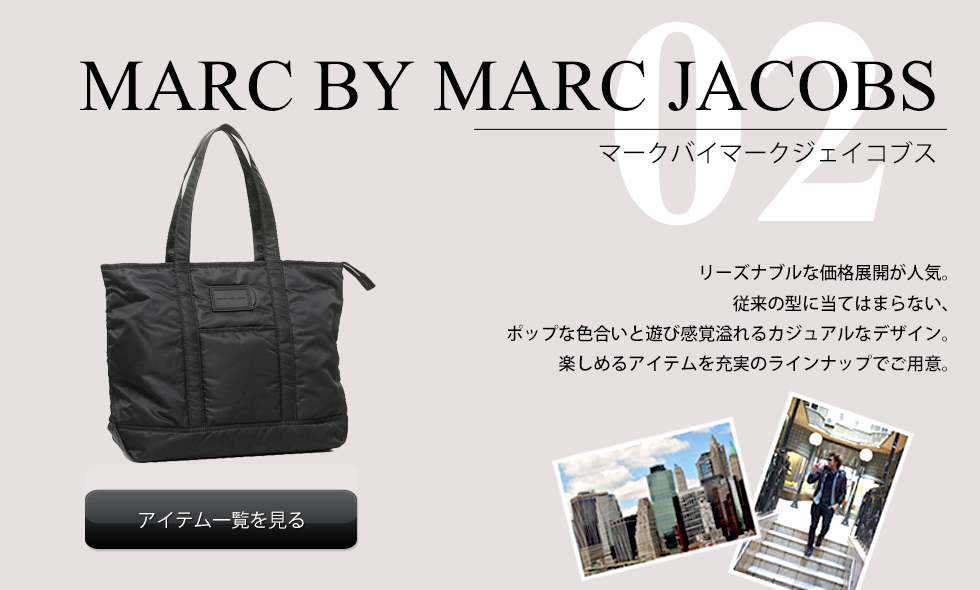 02
MARC BY MARC JACOBS
マークバイマークジェイコブス
リーズナブルな価格展開が人気。
従来の型に当てはまらない、
ポップな色合いと遊び感覚溢れるカジュアルなデザイン。
楽しめるアイテムを充実のラインナップでご用意。
アイテム一覧を見る